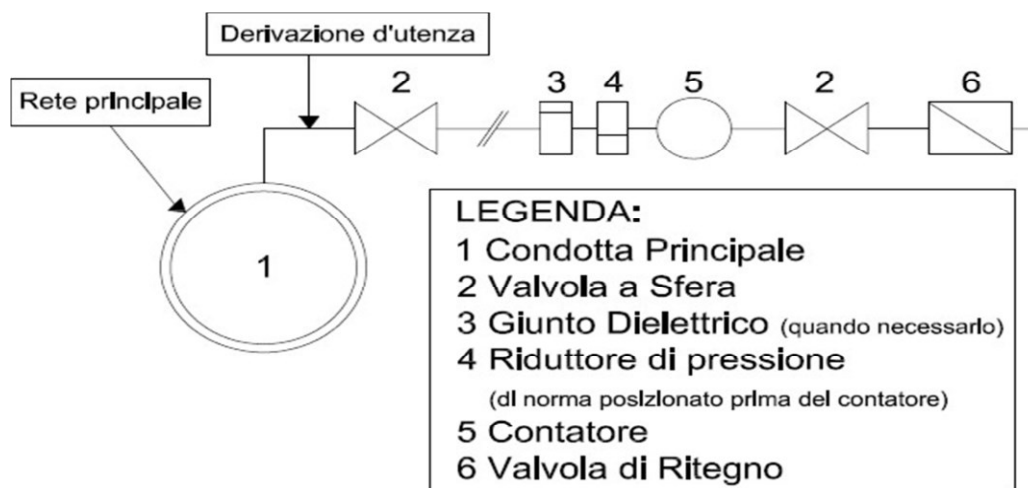 Derivazione d'utenza
Rete principale
2 3 4 5 2 6
1
LEGENDA:
1 Condotta Principale
2 Valvola a Sfera
3 Giunto Dielettrico (quando necessario)
4 Riduttore di pressione
(di norma posizionato prima del contatore)
5 Contatore
6 Valvola di Ritegno